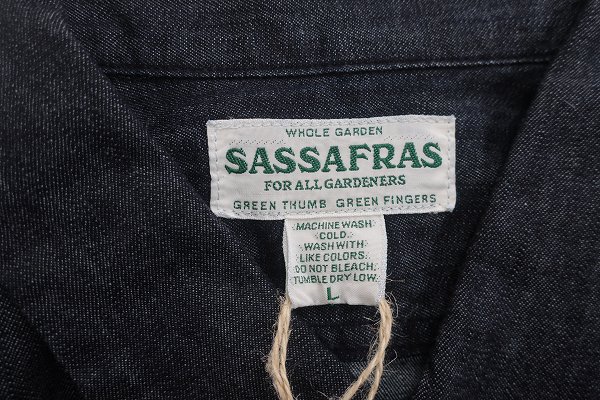 WHOLE GARDEN
SASSAFRAS
FOR ALL GARDENERS
GREEN THUMB GREEN FINGERS
MACHINE WASH
COLD.
WASH WITH
LIKE COLORS.
DO NOT BLEACH.
TUMBLE DRY LOW.
L